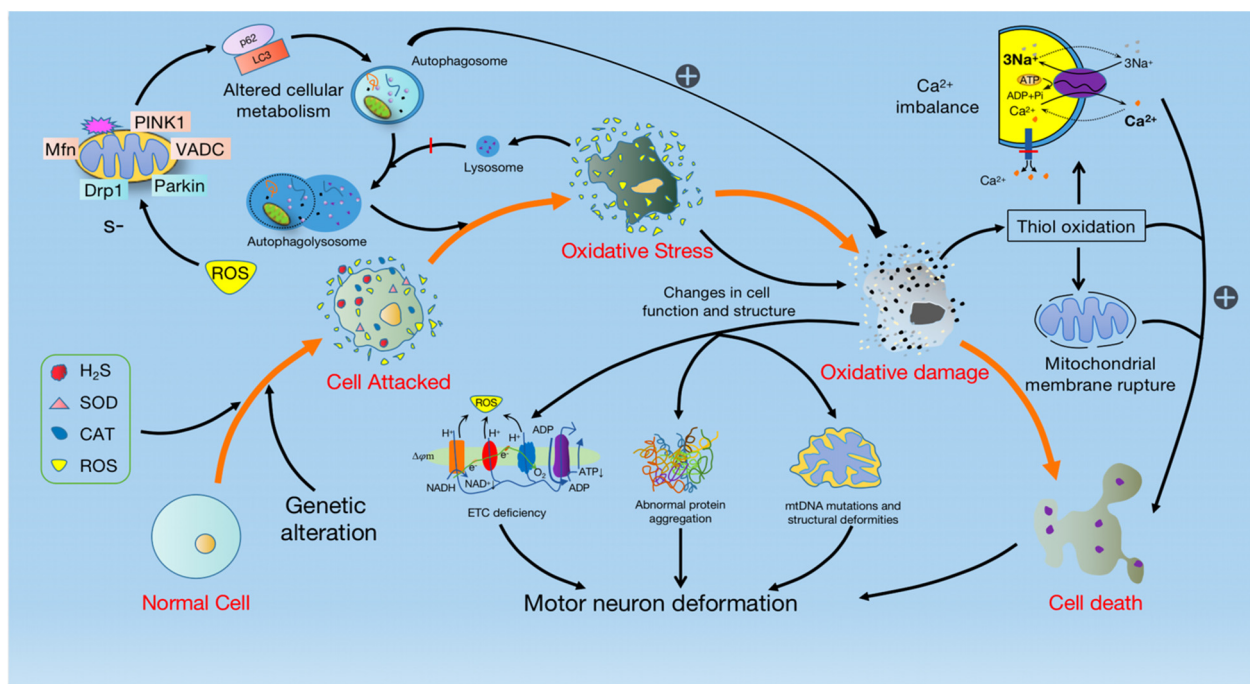 p62
LC3
Autophagosome
Altered cellular
metabolism
PINK1
Mfn
VADC
Drp1
Parkin
S-
ROS
Lysosome
Autophagolysosome
Oxidative Stress
Ca²⁺
imbalance
3Na⁺
3Na⁺
ATP
ADP+Pi
Ca²⁺
Ca²⁺
Ca²⁺
Thiol oxidation
+
+
Mitochondrial
membrane rupture
Changes in cell
function and structure
Oxidative damage
Cell Attacked
H₂S
SOD
CAT
ROS
Genetic
alteration
Normal Cell
ROS
H⁺
H⁺
H⁺
ADP
Δφm
e⁻
e⁻
O₂
ATP↓
NADH
NAD⁺
ADP
ETC deficiency
Abnormal protein
aggregation
mtDNA mutations and
structural deformities
Motor neuron deformation
Cell death